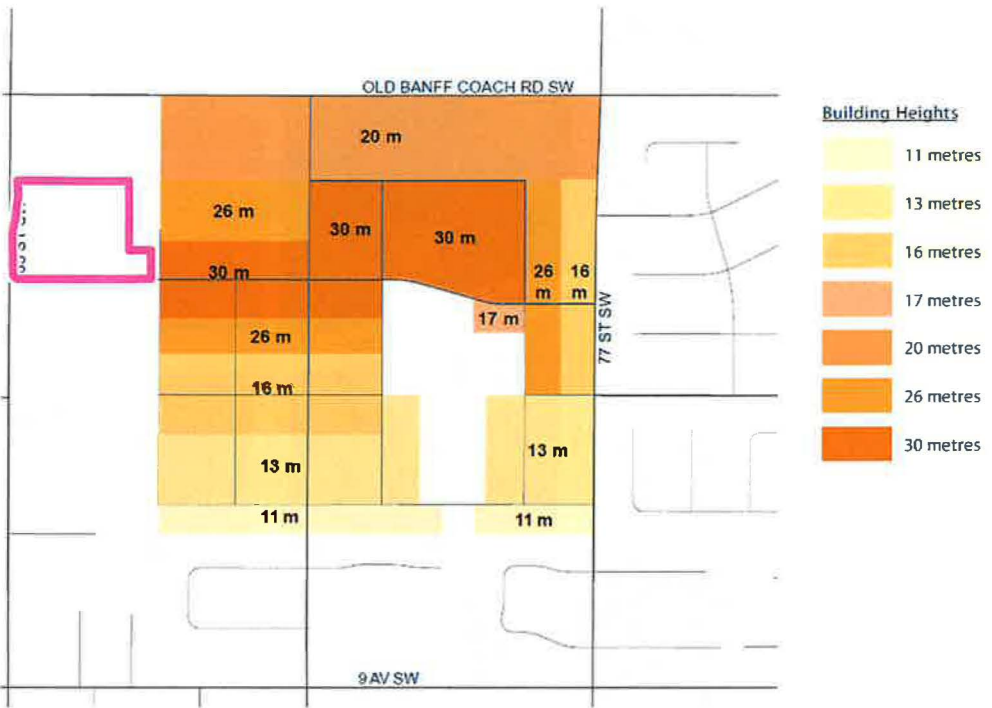 OLD BANFF COACH RD SW
20 m
26 m
30 m
30 m
30 m
26
m
16
m
17 m
26 m
16 m
13 m
13 m
11 m
11 m
77 ST SW
9 AV SW
Building Heights
11 metres
13 metres
16 metres
17 metres
20 metres
26 metres
30 metres